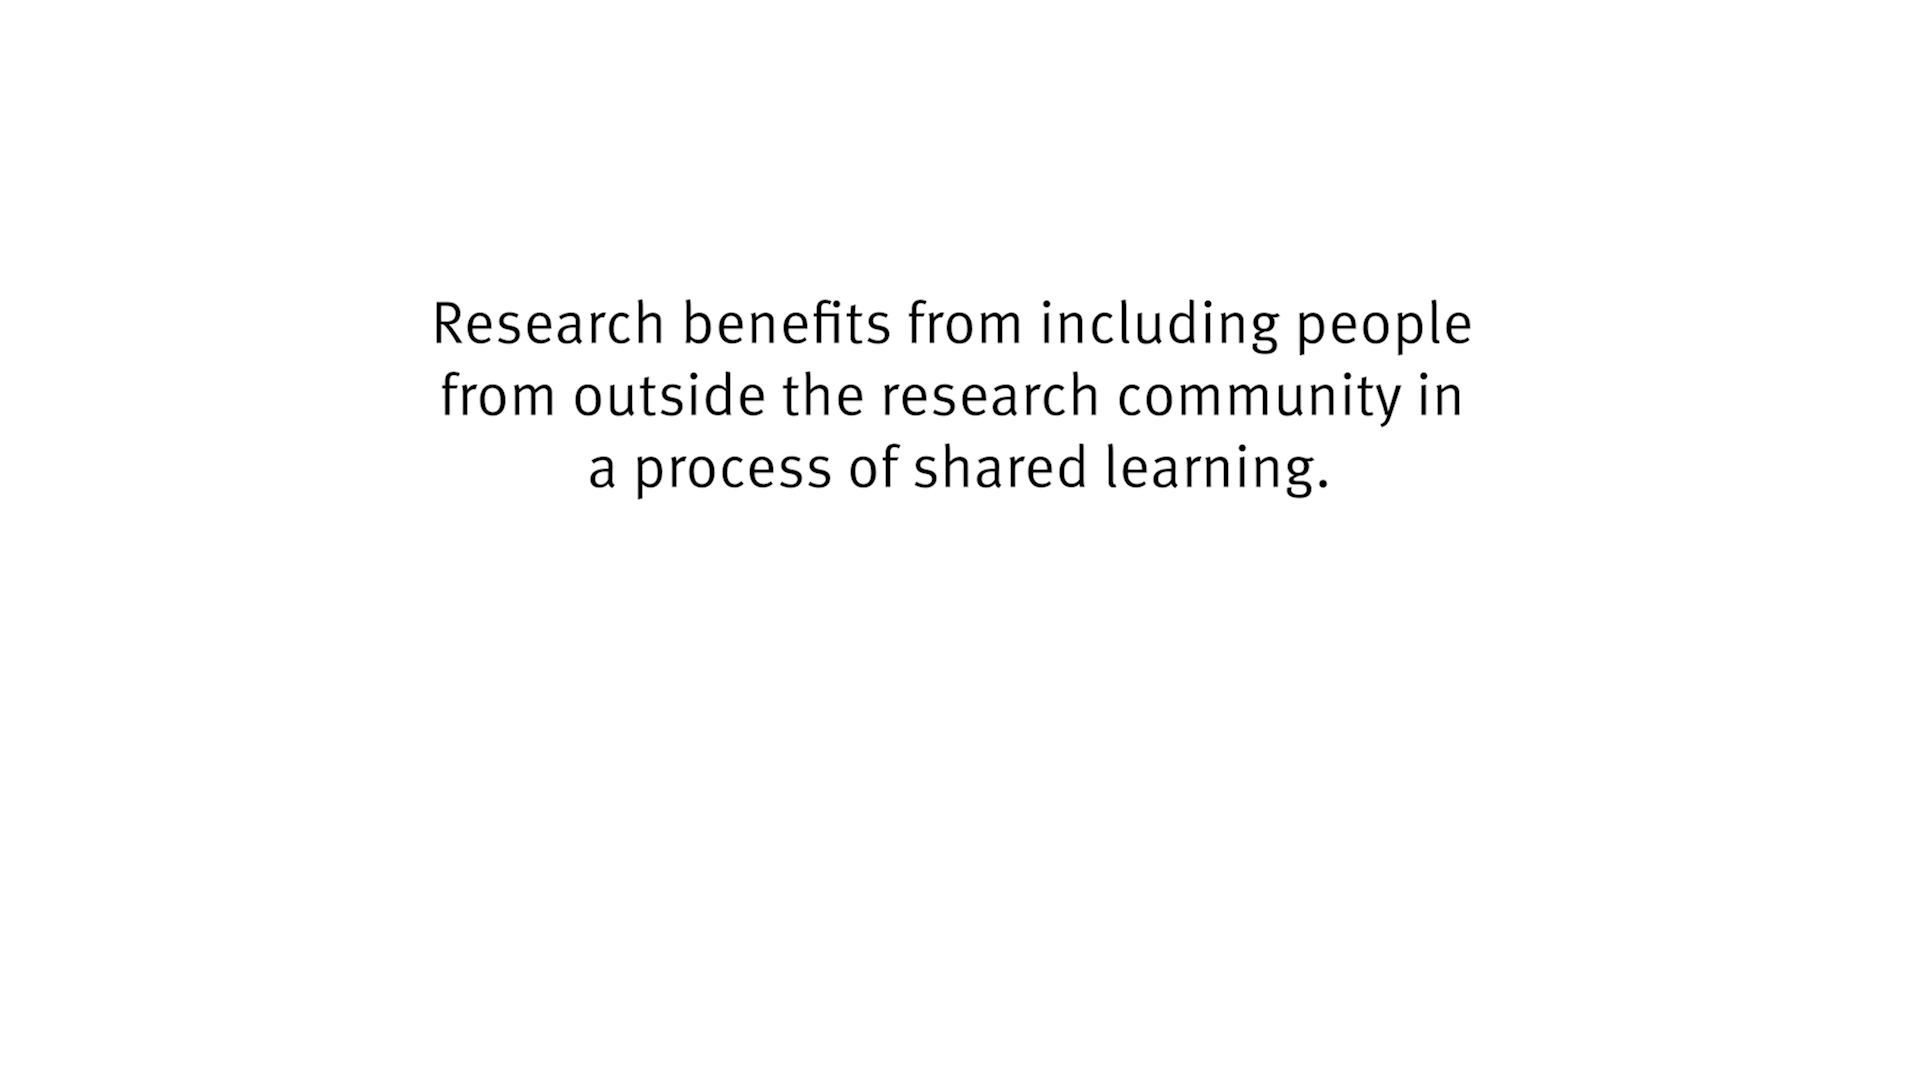 Research benefits from including people
from outside the research community in
a process of shared learning.